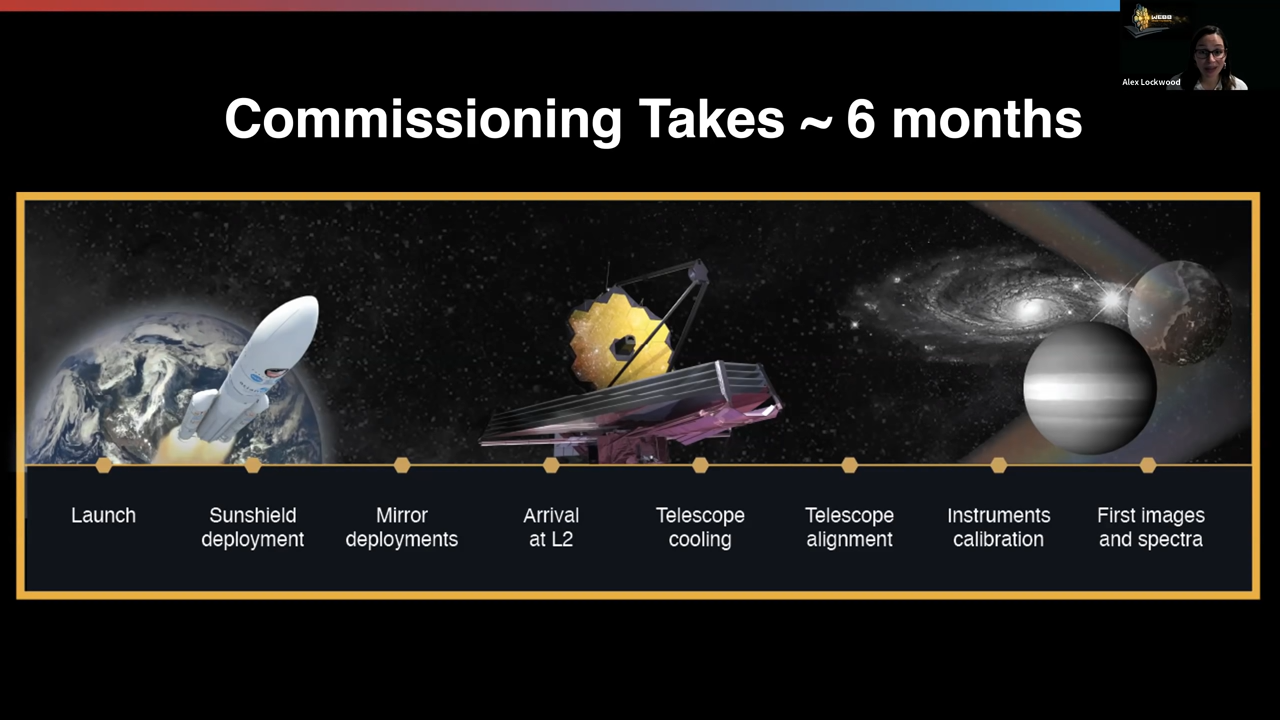 WEBB
Alex Lockwood
Commissioning Takes ~ 6 months
Launch
Sunshield
deployment
Mirror
deployments
Arrival
at L2
Telescope
cooling
Telescope
alignment
Instruments
calibration
First images
and spectra